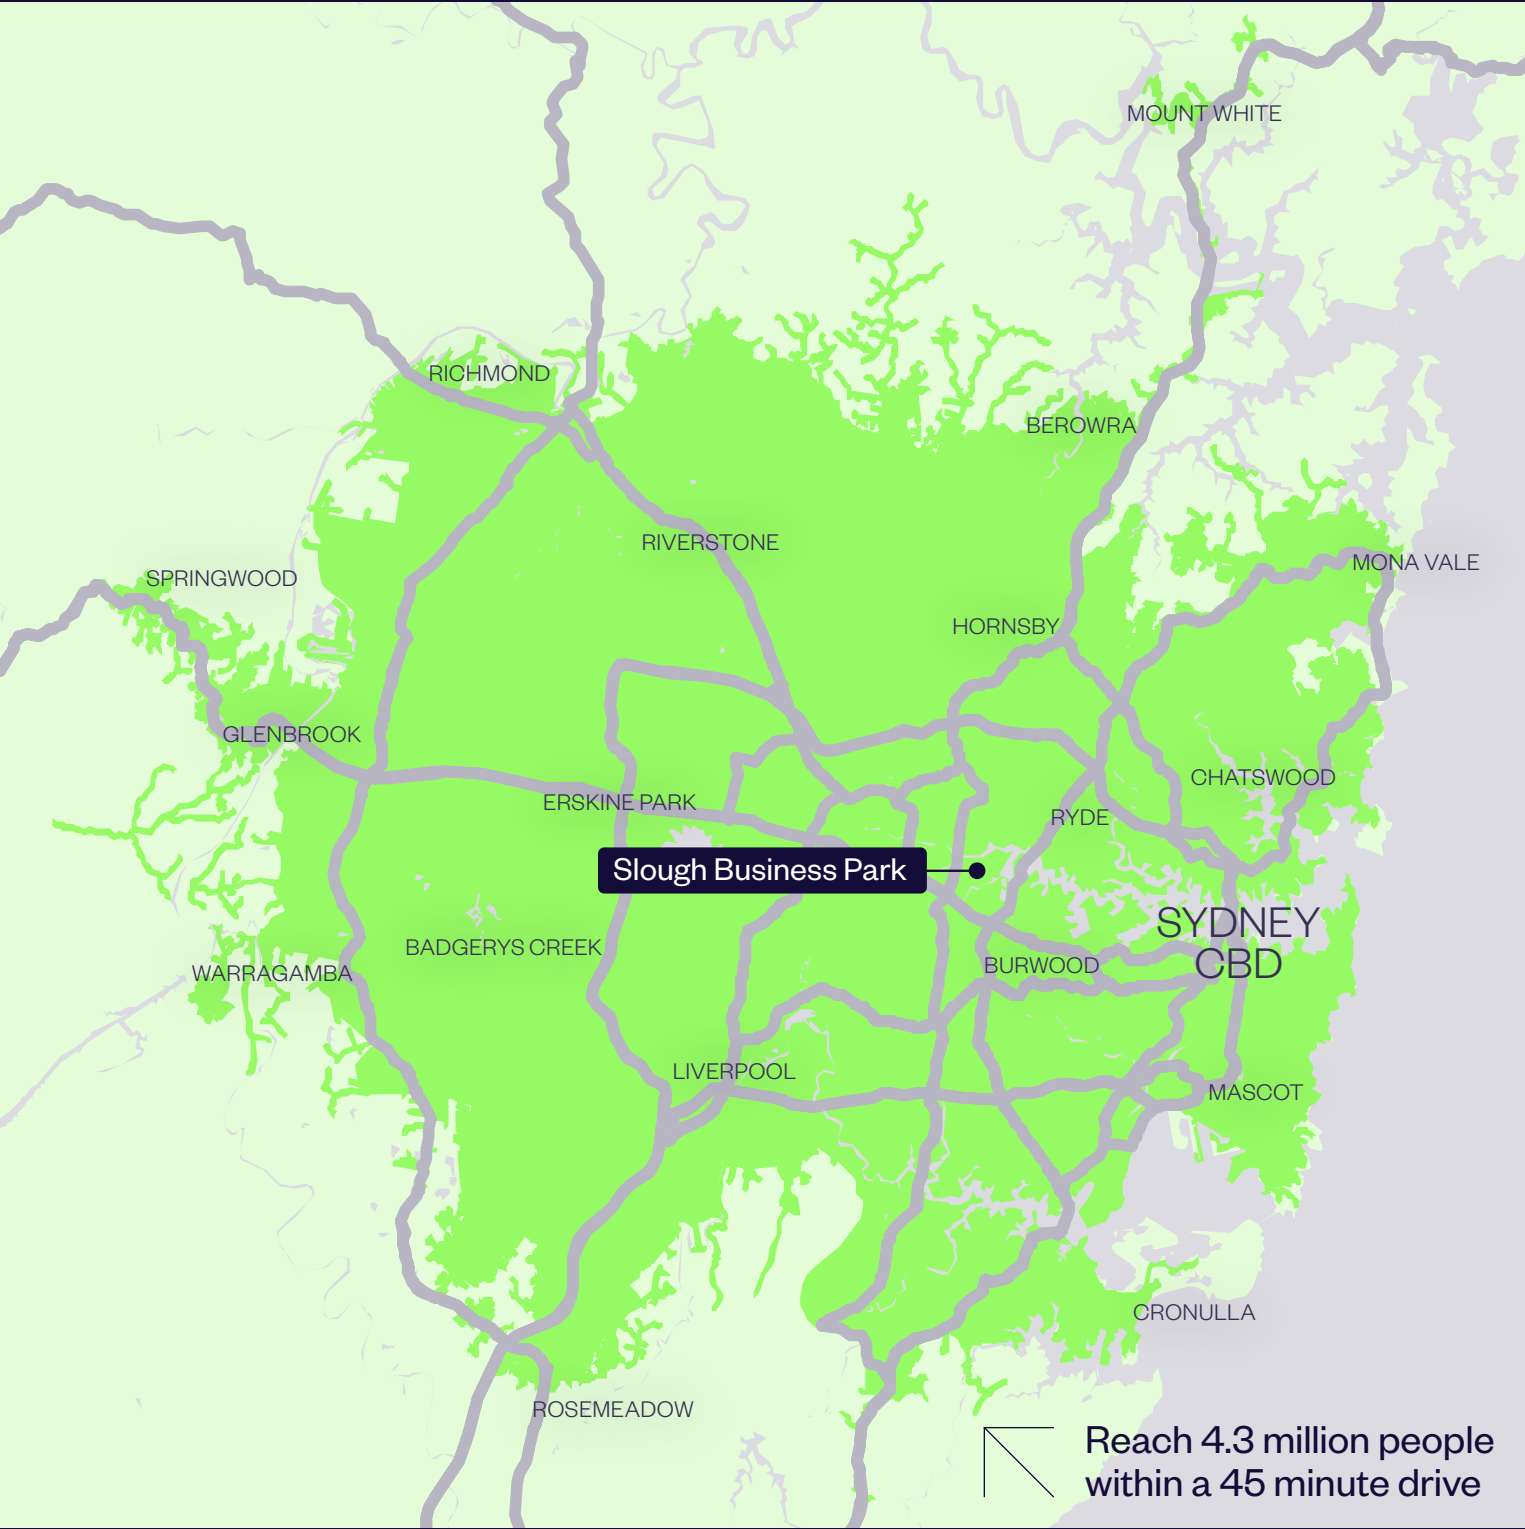 MOUNT WHITE
RICHMOND
BEROWRA
RIVERSTONE
MONA VALE
SPRINGWOOD
HORNSBY
GLENBROOK
CHATSWOOD
ERSKINE PARK
RYDE
Slough Business Park
SYDNEY
CBD
BADGERYS CREEK
BURWOOD
WARRAGAMBA
LIVERPOOL
MASCOT
CRONULLA
ROSEMEADOW
Reach 4.3 million people
within a 45 minute drive